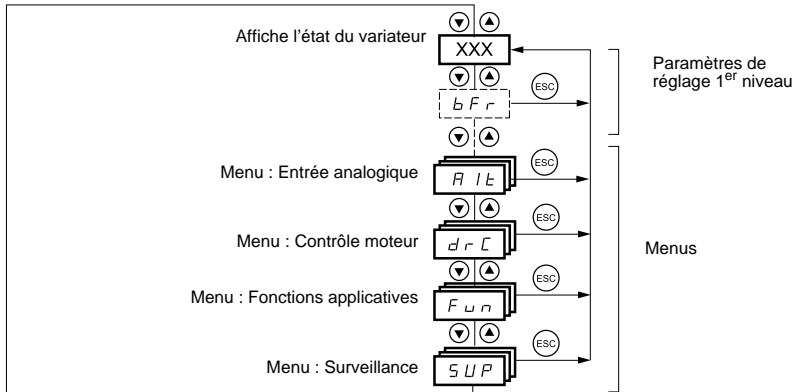 Affiche l'état du variateur
XXX
Paramètres de
réglage 1er niveau
bFr
ESC
Menu : Entrée analogique
AIt
ESC
Menu : Contrôle moteur
drC
ESC
Menus
Menu : Fonctions applicatives
Fun
ESC
Menu : Surveillance
SUP
ESC